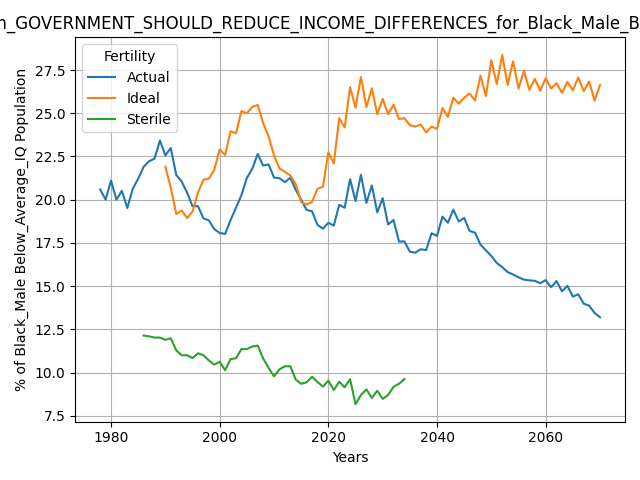 GOVERNMENT_SHOULD_REDUCE_INCOME_DIFFERENCES_for_Black_Male_B
Fertility
Actual
Ideal
Sterile
% of Black_Male Below_Average_IQ Population
27.5
25.0
22.5
20.0
17.5
15.0
12.5
10.0
7.5
1980
2000
2020
2040
2060
Years